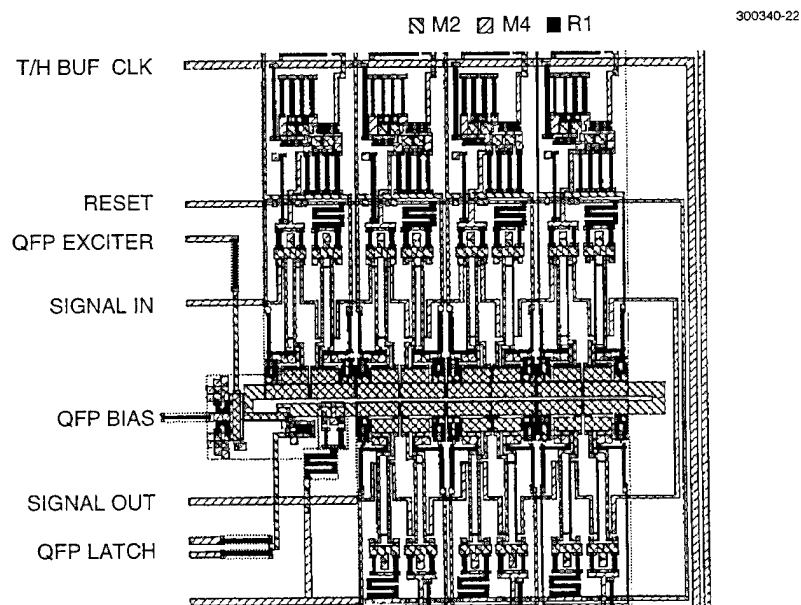 300340-22
M2 M4 R1
T/H BUF CLK
RESET
QFP EXCITER
SIGNAL IN
QFP BIAS
SIGNAL OUT
QFP LATCH